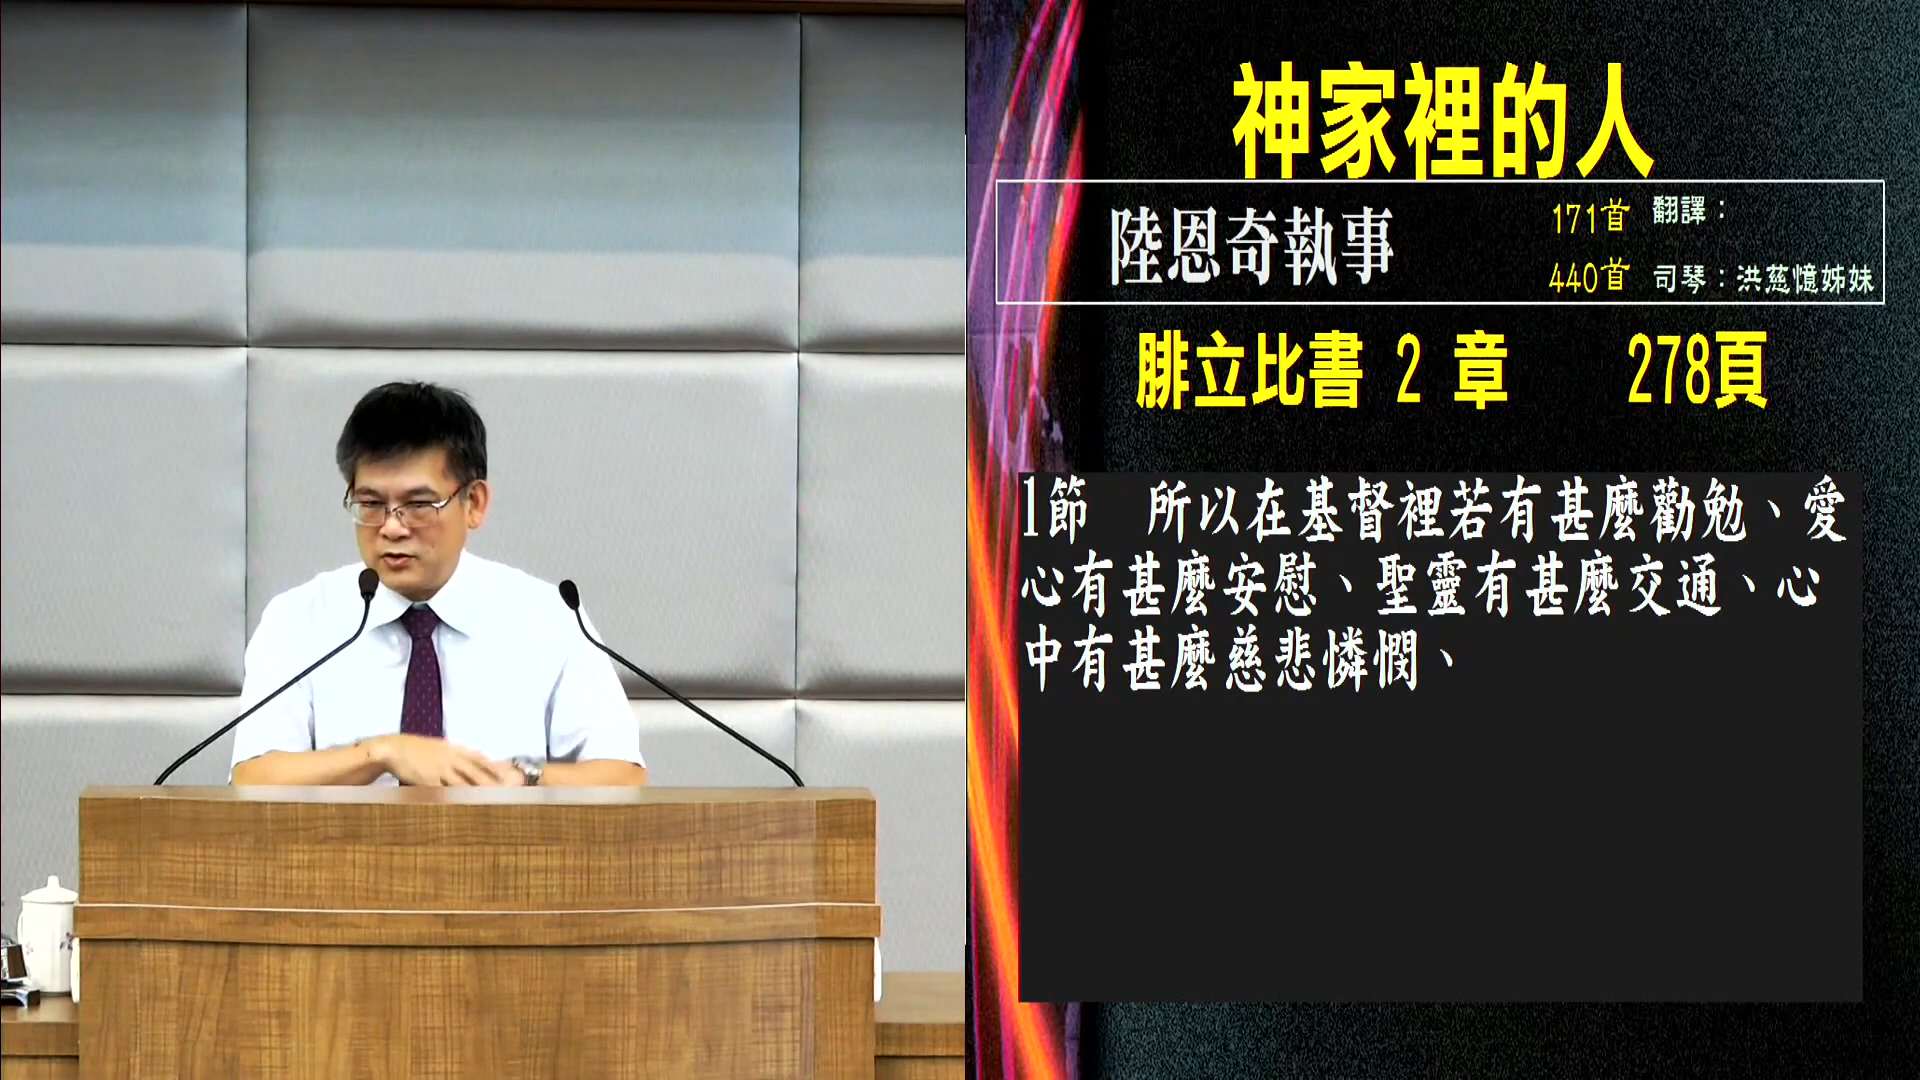 神家裡的人
陸恩奇執事
171首 翻譯：
440首 司琴：洪慈憶姊妹
腓立比書 2 章 278頁
1節 所以在基督裡若有甚麼勸勉、愛
心有甚麼安慰、聖靈有甚麼交通、心
中有甚麼慈悲憐憫、